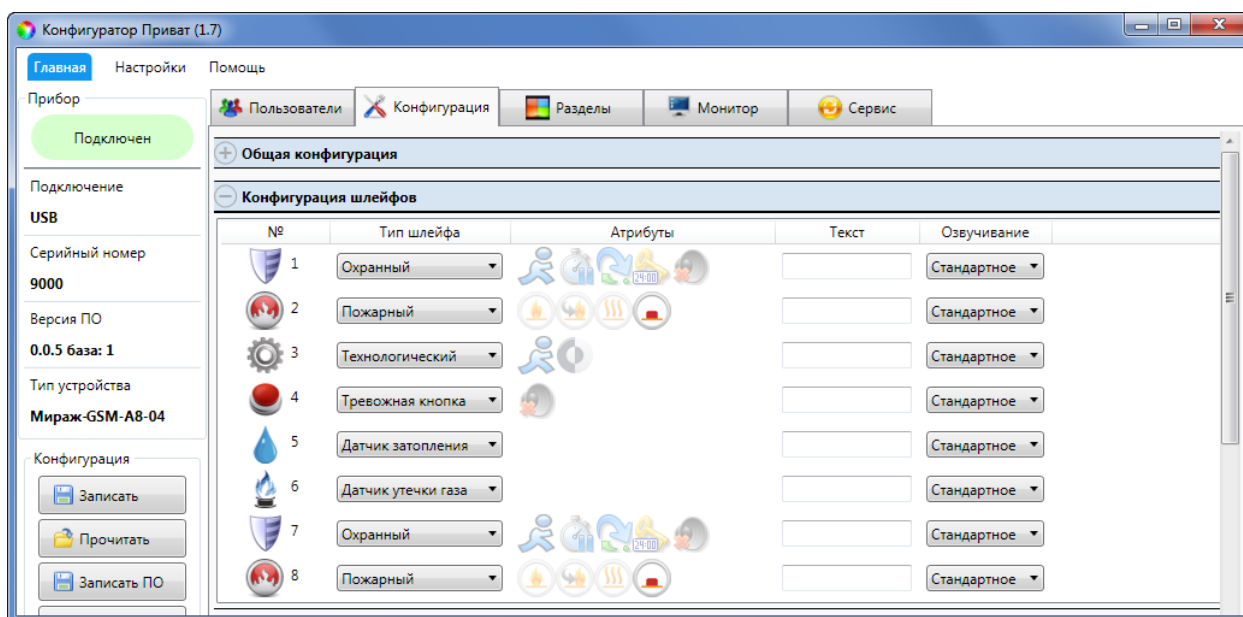 Конфигуратор Приват (1.7)
Главная Настройки Помощь
Прибор
Подключен
Подключение
USB
Серийный номер
9000
Версия ПО
0.0.5 база: 1
Тип устройства
Мираж-GSM-A8-04
Конфигурация
Записать
Прочитать
Записать ПО
Пользователи Конфигурация Разделы Монитор Сервис
Общая конфигурация
Конфигурация шлейфов
№ Тип шлейфа Атрибуты Текст Озвучивание
1 Охранный 24:00 Стандартное
2 Пожарный Стандартное
3 Технологический Стандартное
4 Тревожная кнопка Стандартное
5 Датчик затопления Стандартное
6 Датчик утечки газа Стандартное
7 Охранный 24:00 Стандартное
8 Пожарный Стандартное